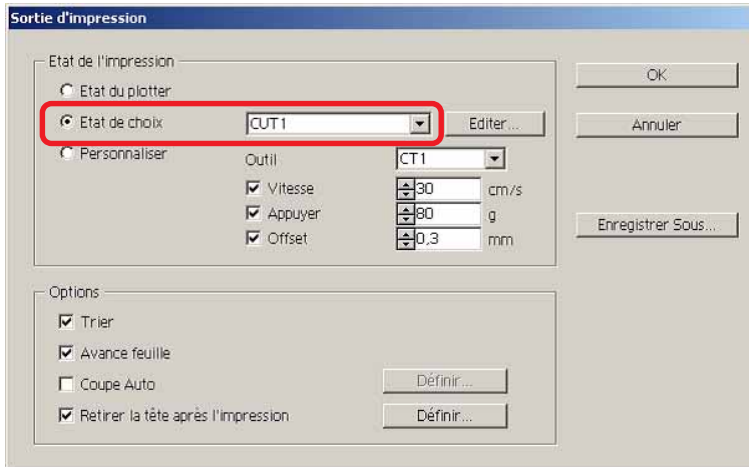 Sortie d'impression
Etat de l'impression
Etat du plotter
Etat de choix CUT1 Editer...
Personnaliser
Outil CT1
Vitesse 30 cm/s
Appuyer 80 g
Offset 0,3 mm
OK
Annuler
Enregistrer Sous...
Options
Trier
Avance feuille
Coupe Auto Définir...
Retirer la tête après l'impression Définir...